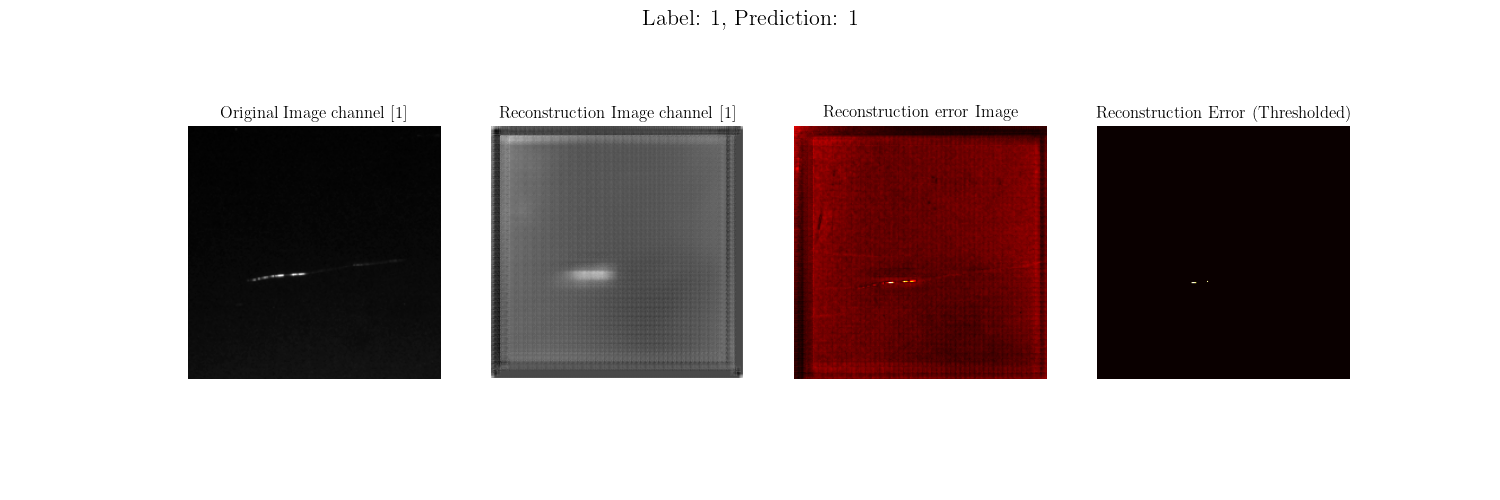 Label: 1, Prediction: 1
Original Image channel [1]
Reconstruction Image channel [1]
Reconstruction error Image
Reconstruction Error (Thresholded)